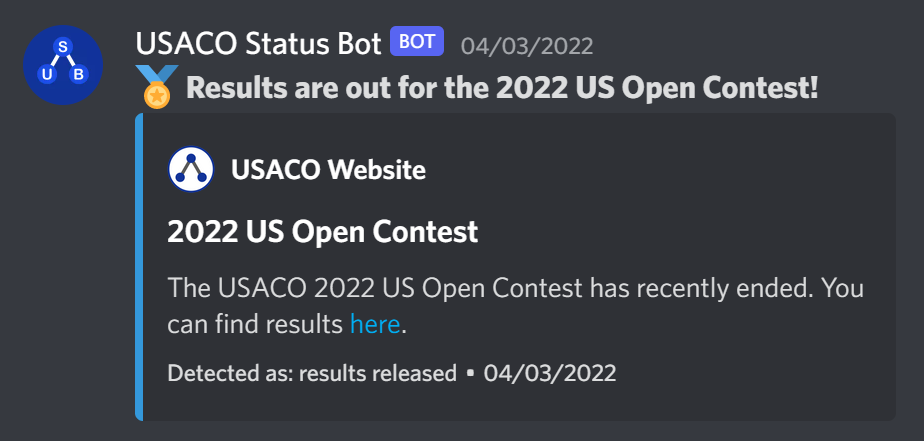 S
U B
USACO Status Bot BOT 04/03/2022
Results are out for the 2022 US Open Contest!
USACO Website
2022 US Open Contest
The USACO 2022 US Open Contest has recently ended. You
can find results here.
Detected as: results released • 04/03/2022